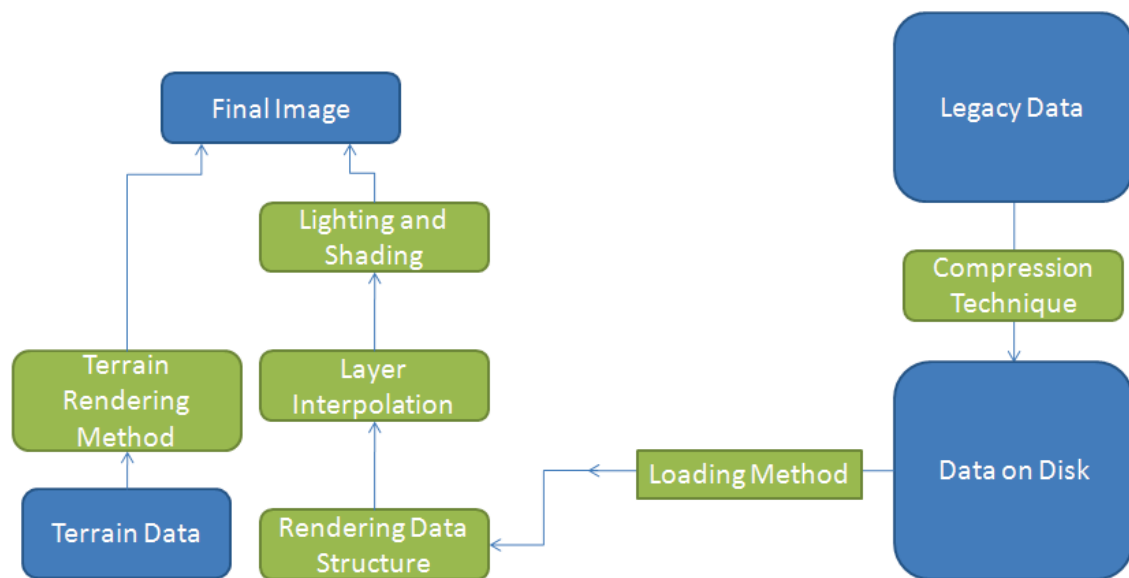 Final Image
Legacy Data
Lighting and
Shading
Compression
Technique
Terrain
Rendering
Method
Layer
Interpolation
Loading Method
Data on Disk
Terrain Data
Rendering Data
Structure